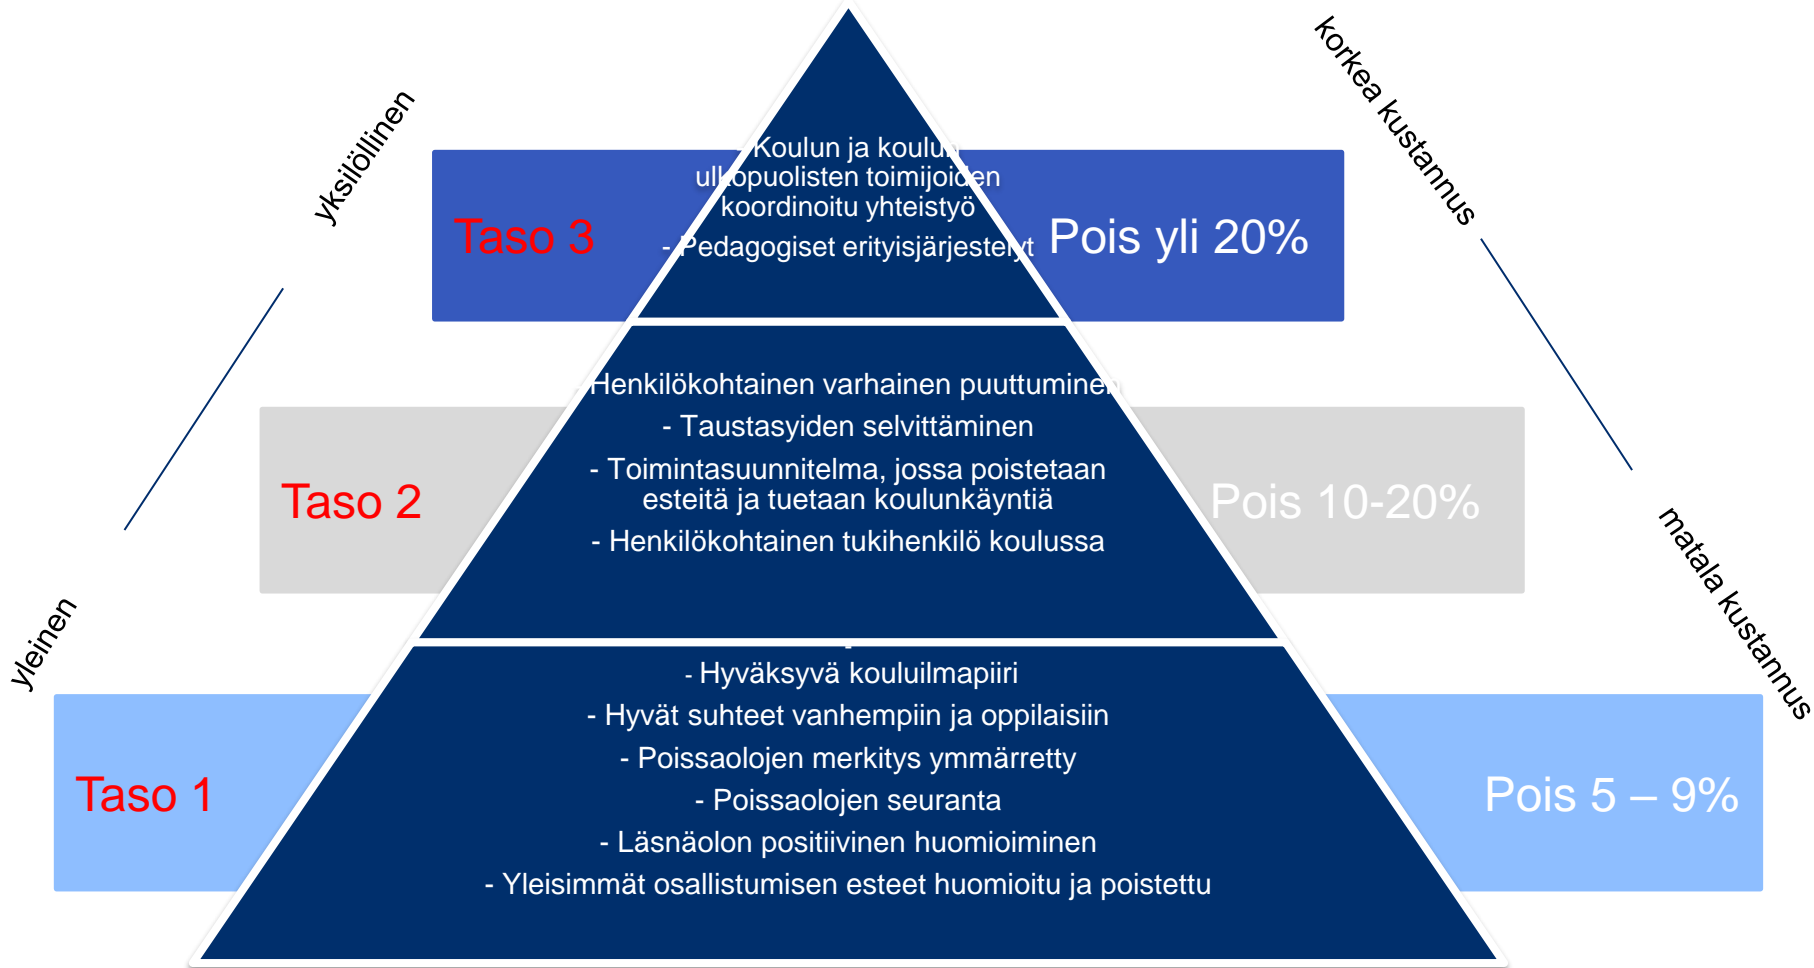 korkea kustannus
yksilöllinen
- Koulun ja koulun
ulkopuolisten toimijoiden
koordinoitu yhteistyö
- Pedagogiset erityisjärjestelyt
Taso 3
Pois yli 20%
- Henkilökohtainen varhainen puuttuminen
- Taustasyiden selvittäminen
- Toimintasuunnitelma, jossa poistetaan
esteitä ja tuetaan koulunkäyntiä
- Henkilökohtainen tukihenkilö koulussa
Taso 2
Pois 10-20%
matala kustannus
yleinen
-
- Hyväksyvä kouluilmapiiri
- Hyvät suhteet vanhempiin ja oppilaisiin
- Poissaolojen merkitys ymmärretty
- Poissaolojen seuranta
- Läsnäolon positiivinen huomioiminen
- Yleisimmät osallistumisen esteet huomioitu ja poistettu
Taso 1
Pois 5 – 9%